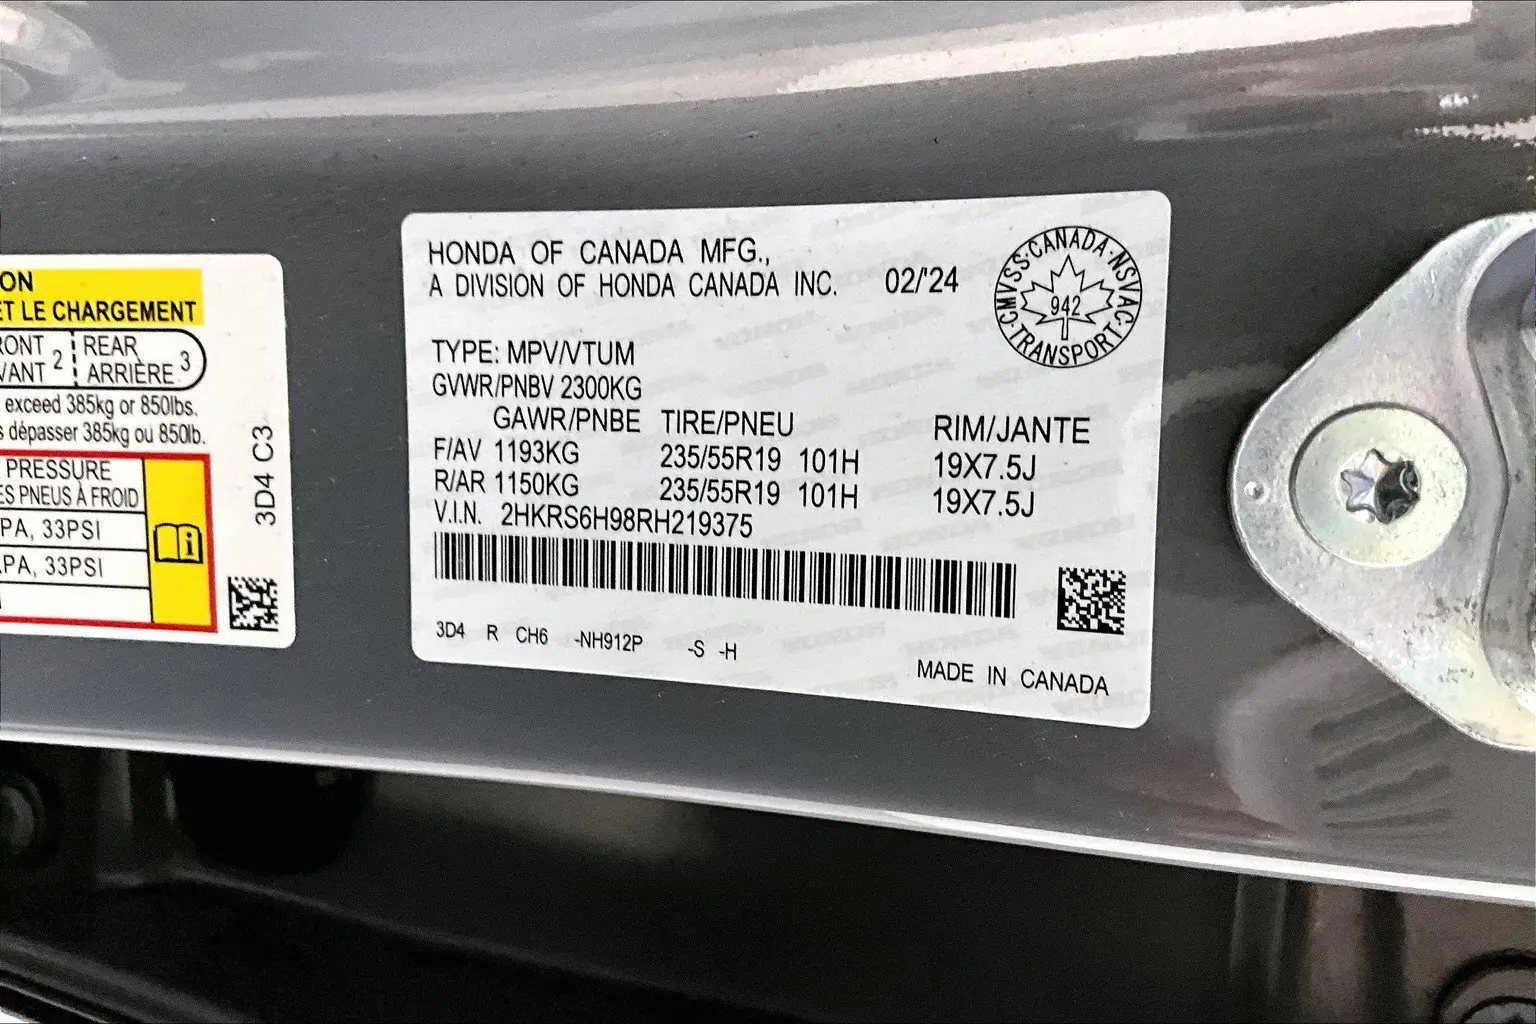 ON
ET LE CHARGEMENT
RONT 2 REAR 3
VANT ARRIÈRE
exceed 385kg or 850lbs.
s dépasser 385kg ou 850lb.
PRESSURE
ES PNEUS À FROID
PA, 33PSI
PA, 33PSI
3D4 C3
HONDA OF CANADA MFG.,
A DIVISION OF HONDA CANADA INC. 02/'24
CANADA · NSVAC · TRANSPORT · CMVSS ·
942
TYPE: MPV/VTUM
GVWR/PNBV 2300KG
GAWR/PNBE TIRE/PNEU RIM/JANTE
F/AV 1193KG 235/55R19 101H 19X7.5J
R/AR 1150KG 235/55R19 101H 19X7.5J
V.I.N. 2HKRS6H98RH219375
3D4 R CH6 -NH912P -S -H
MADE IN CANADA